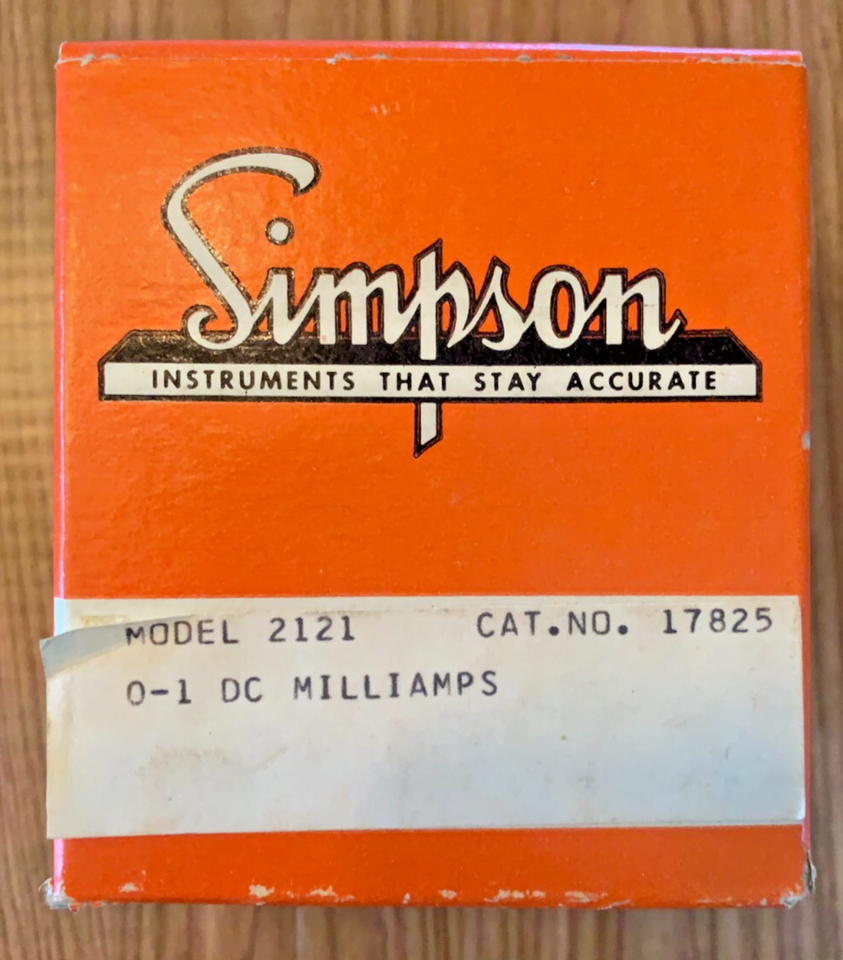 Simpson
INSTRUMENTS THAT STAY ACCURATE
MODEL 2121 CAT.NO. 17825
0-1 DC MILLIAMPS